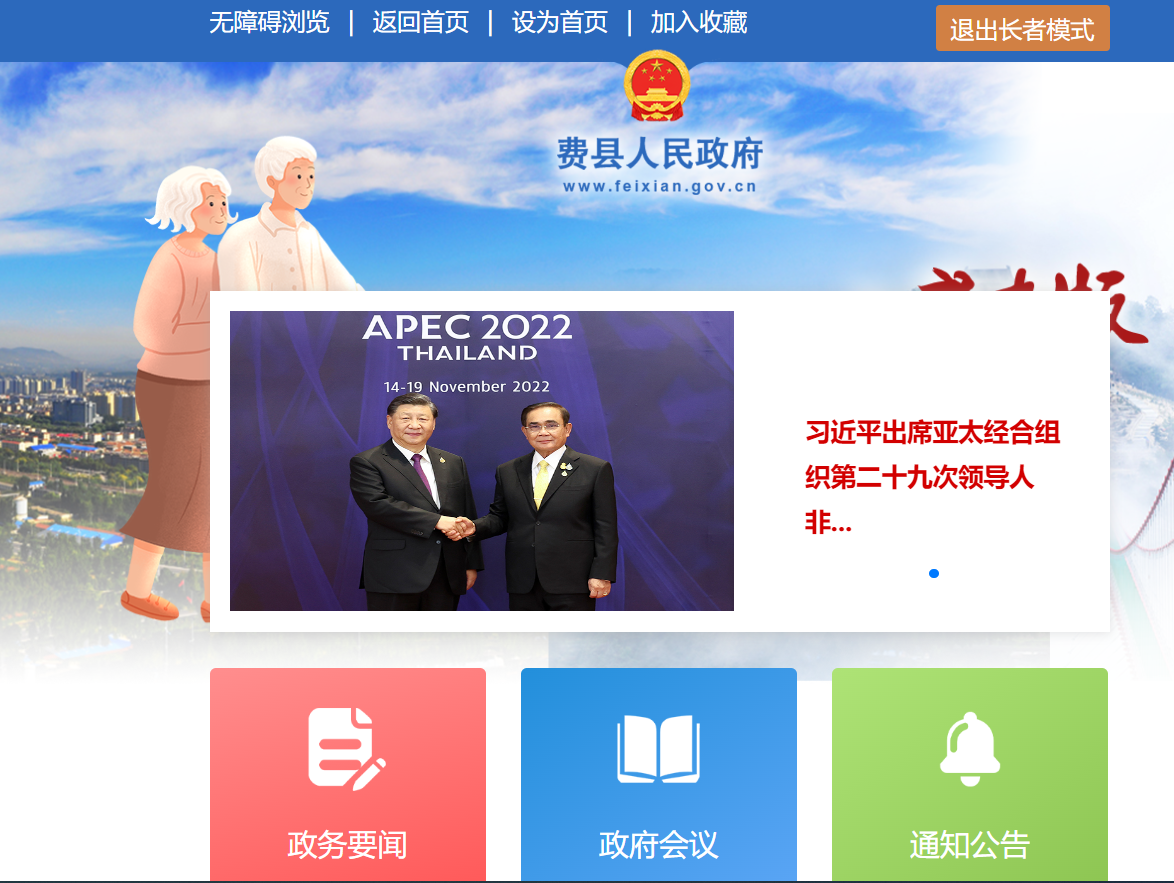 无障碍浏览 | 返回首页 | 设为首页 | 加入收藏
退出长者模式
费县人民政府
www.feixian.gov.cn
APEC 2022
THAILAND
14-19 November 2022
习近平出席亚太经合组
织第二十九次领导人
非...
政务要闻
政府会议
通知公告